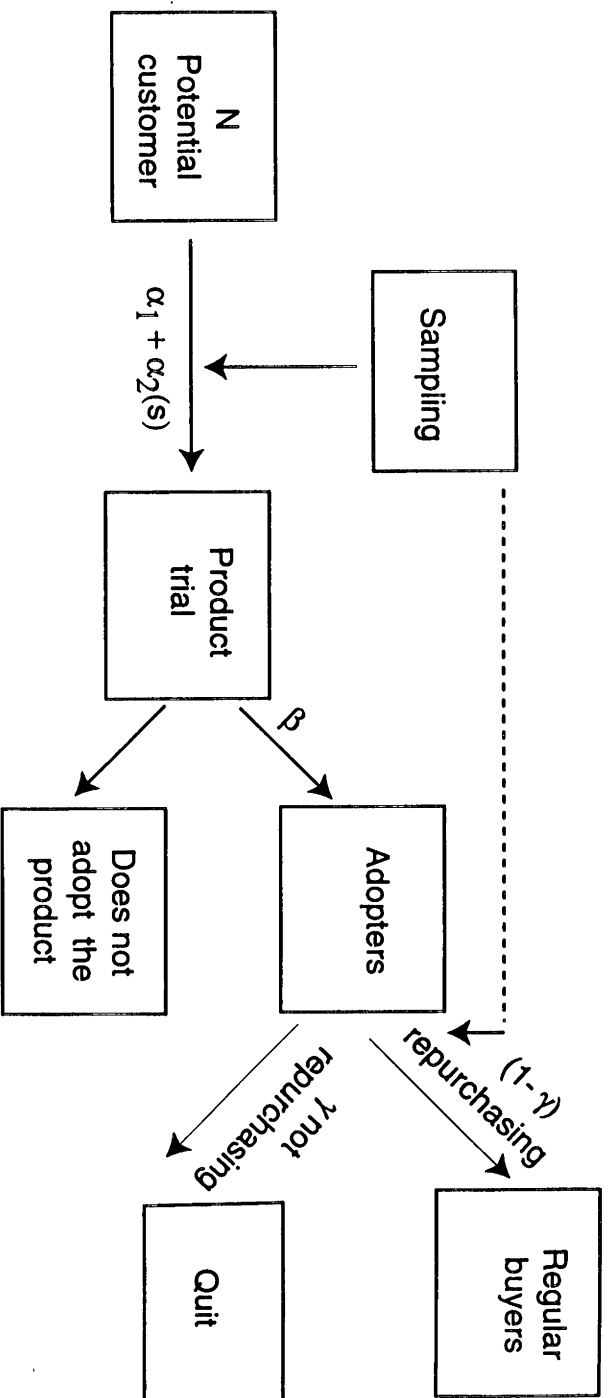 Sampling
N
Potential
customer
α₁ + α₂(s)
Product
trial
β
Adopters
Does not
adopt the
product
(1- γ)
repurchasing
γ not
repurchasing
Regular
buyers
Quit